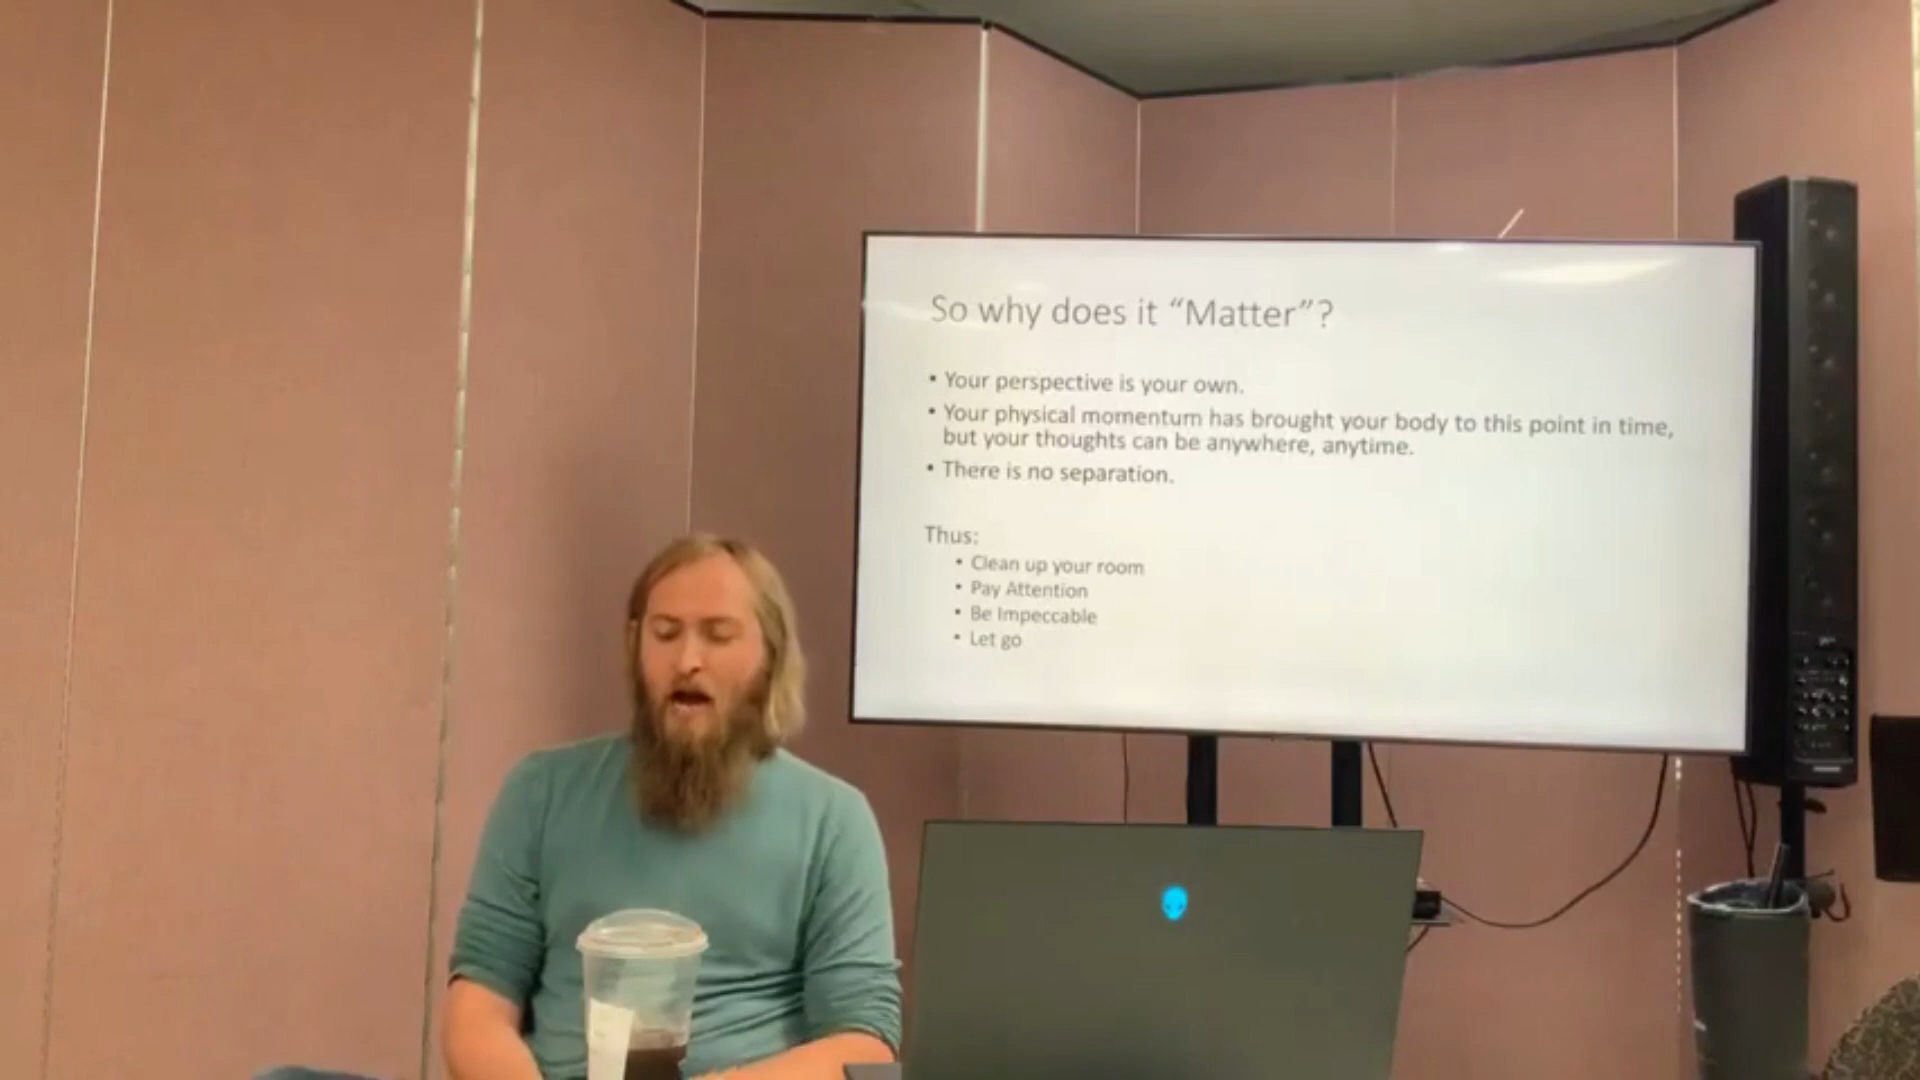 So why does it “Matter”?
• Your perspective is your own.
• Your physical momentum has brought your body to this point in time,
but your thoughts can be anywhere, anytime.
• There is no separation.
Thus:
• Clean up your room
• Pay Attention
• Be Impeccable
• Let go